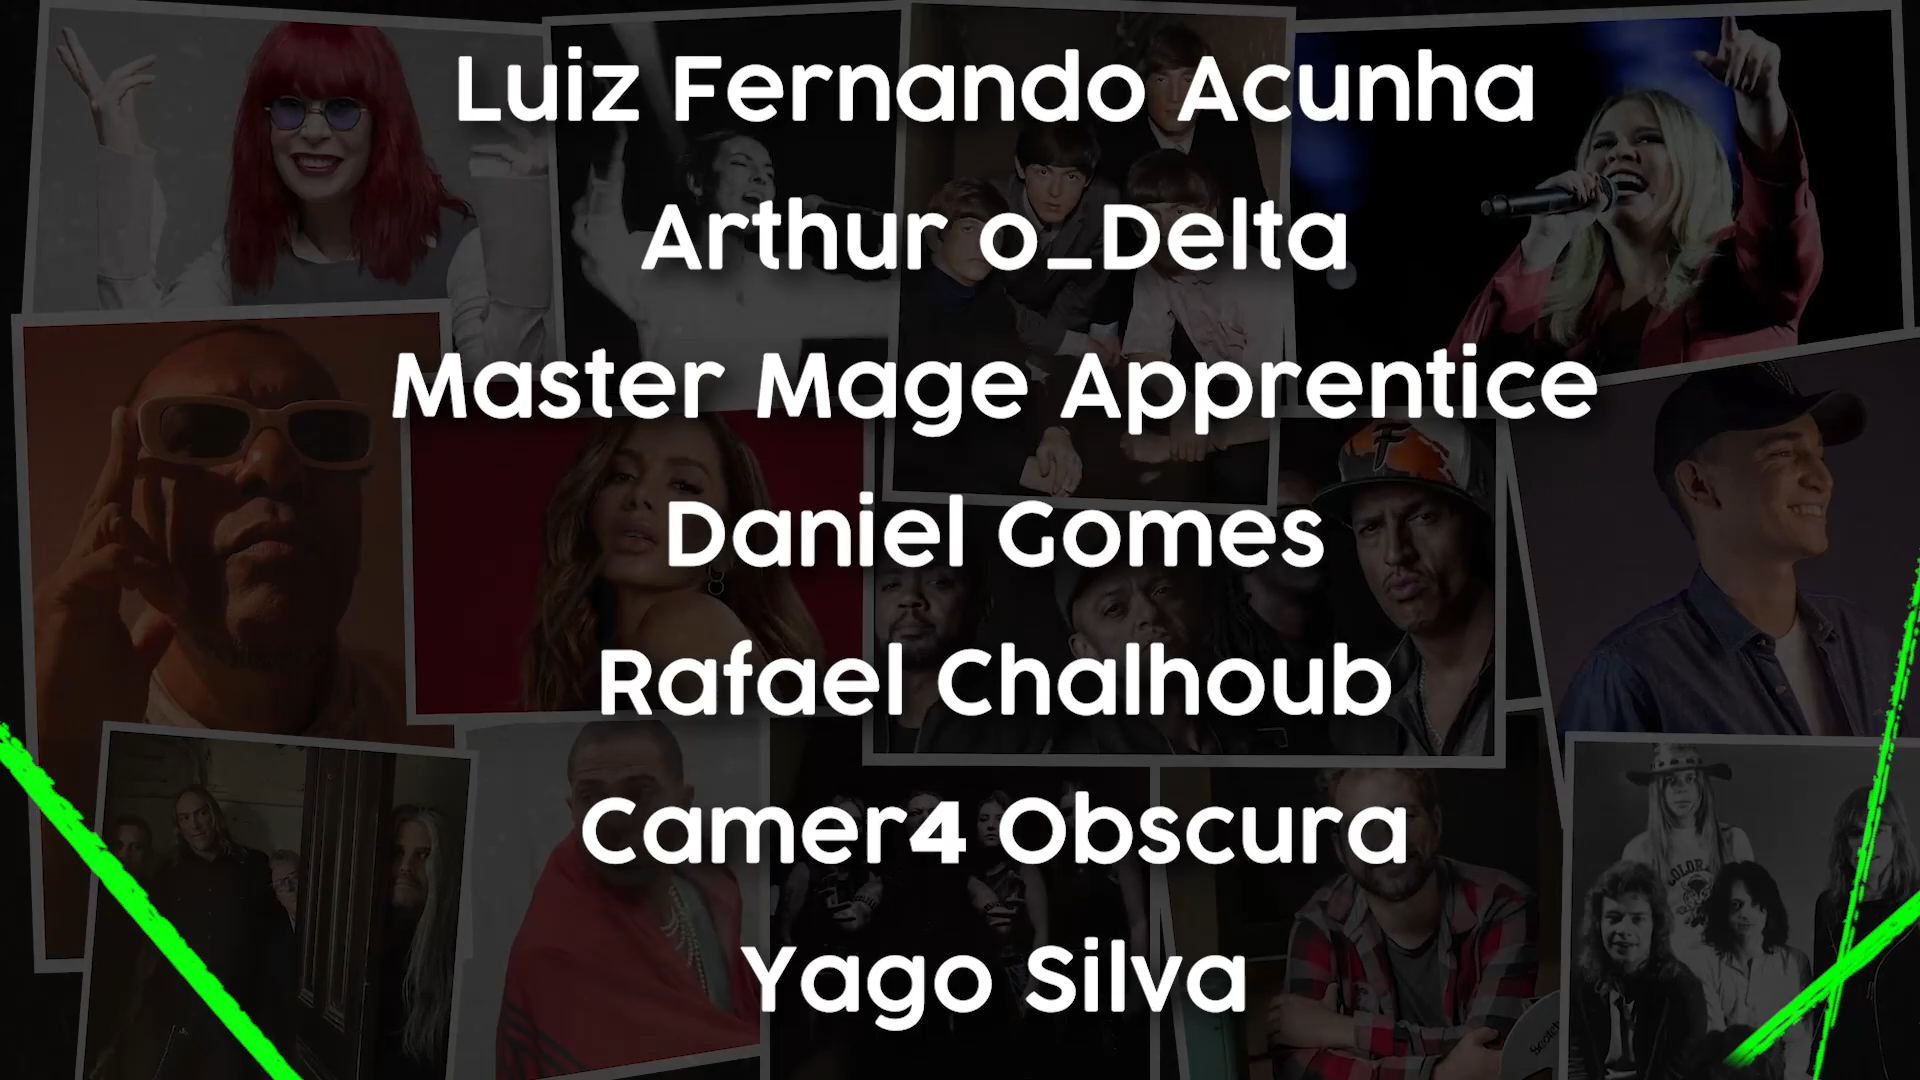 Luiz Fernando Acunha
Arthur o_Delta
Master Mage Apprentice
Daniel Gomes
Rafael Chalhoub
Camer4 Obscura
Yago Silva